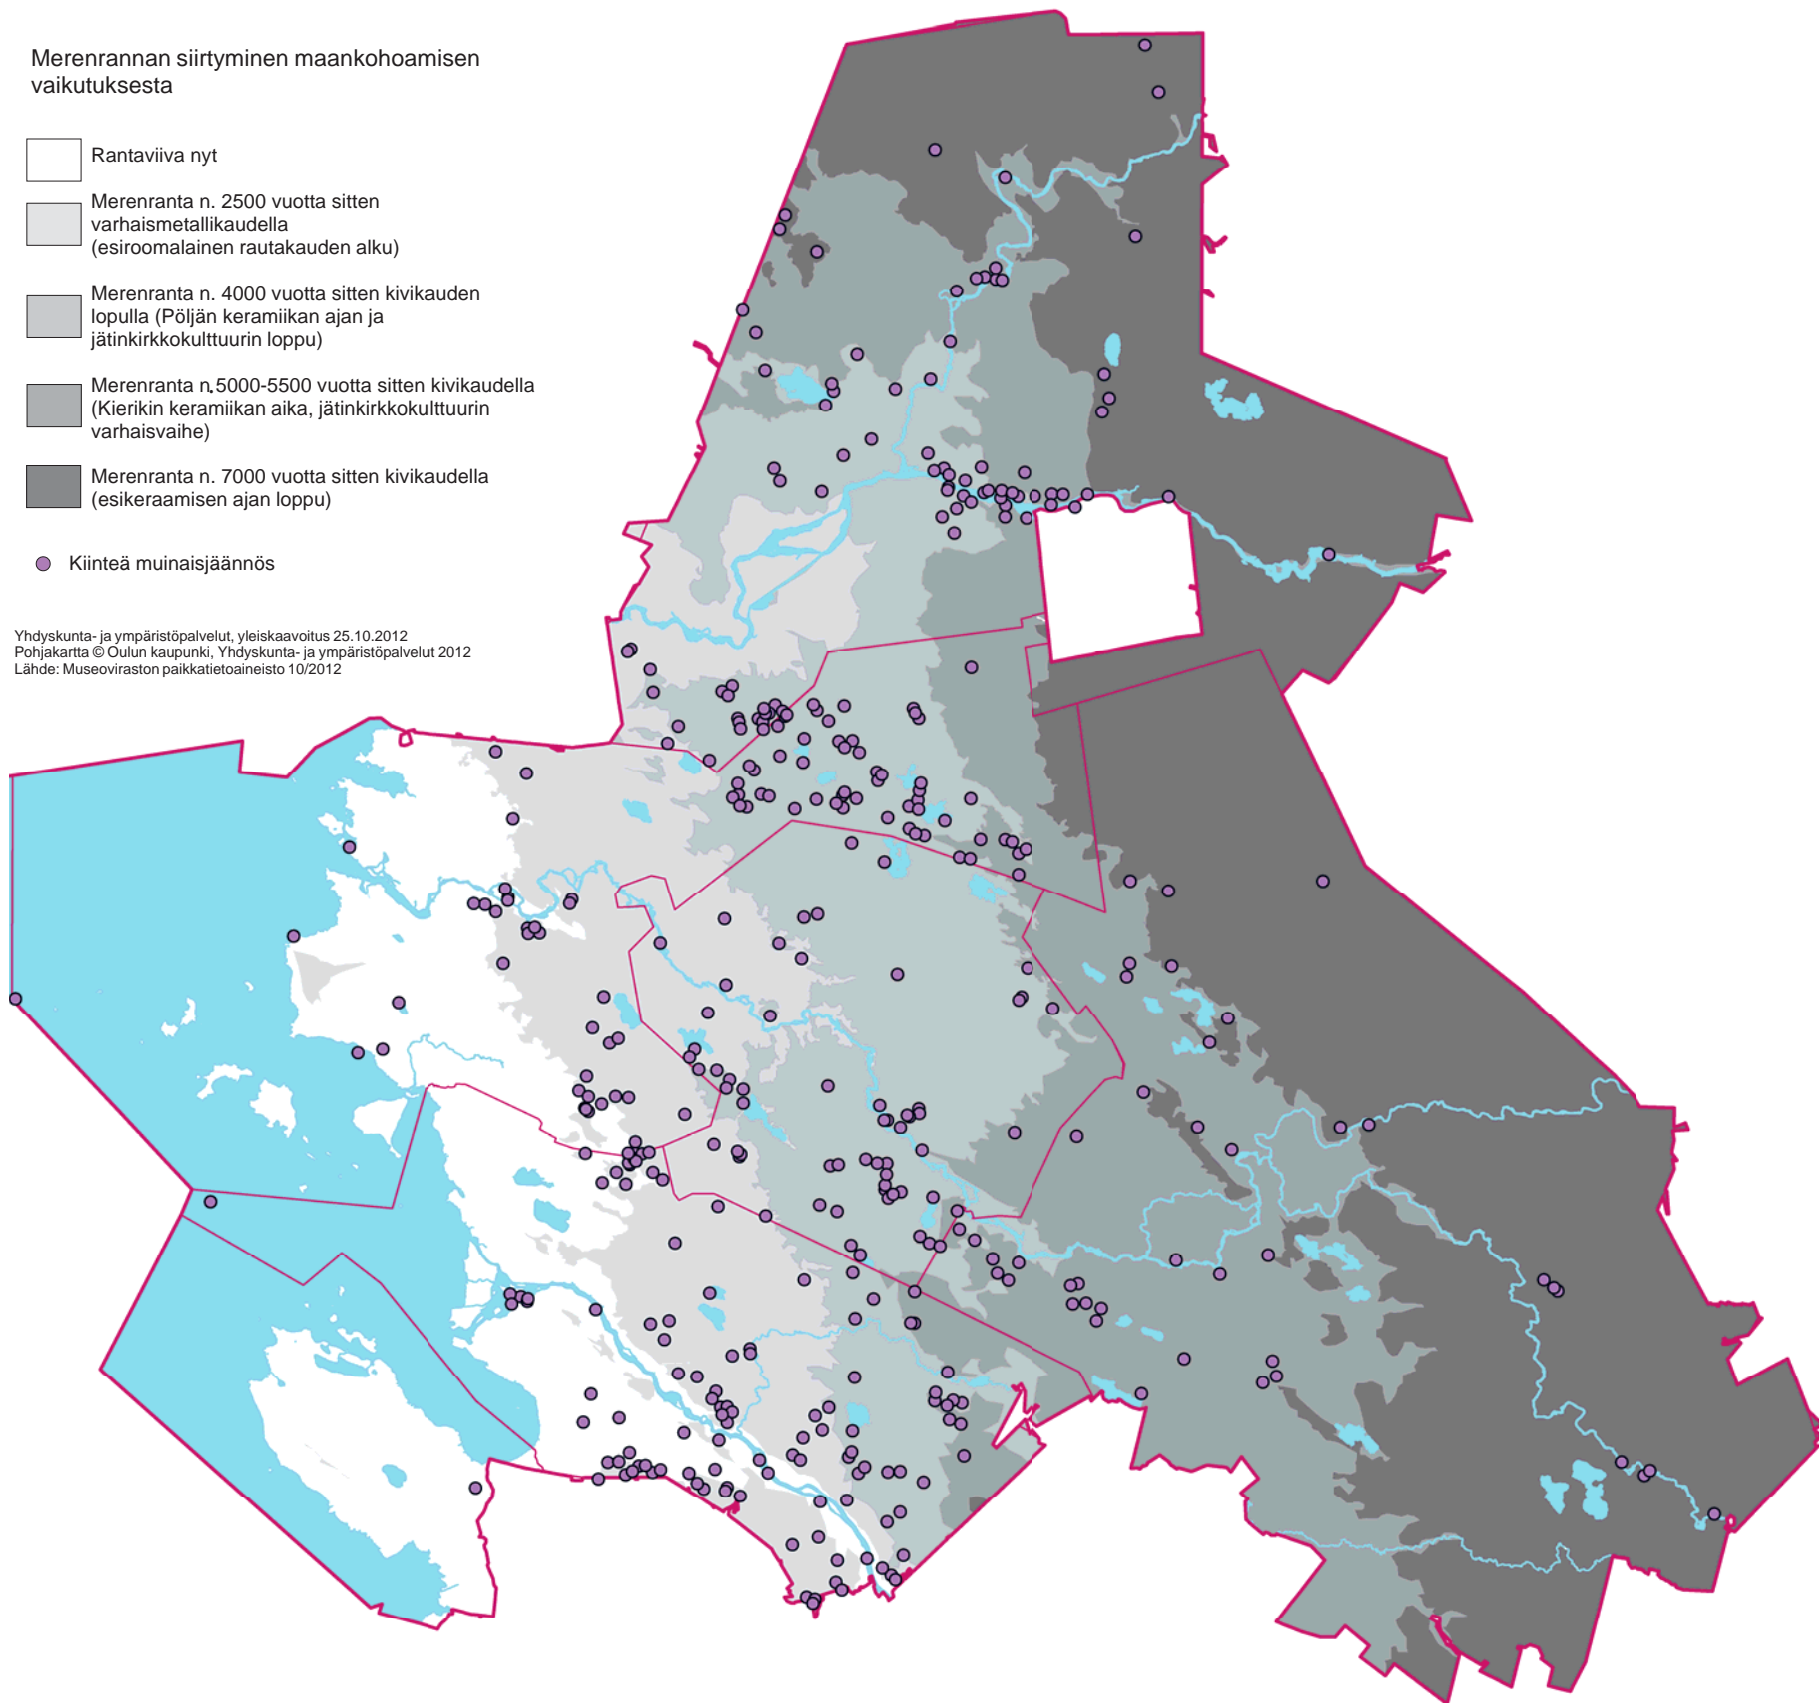 Merenrannan siirtyminen maankohoamisen
vaikutuksesta
Rantaviiva nyt
Merenranta n. 2500 vuotta sitten
varhaismetallikaudella
(esiroomalainen rautakauden alku)
Merenranta n. 4000 vuotta sitten kivikauden
lopulla (Pöljän keramiikan ajan ja
jätinkirkkokulttuurin loppu)
Merenranta n.5000-5500 vuotta sitten kivikaudella
(Kierikin keramiikan aika, jätinkirkkokulttuurin
varhaisvaihe)
Merenranta n. 7000 vuotta sitten kivikaudella
(esikeraamisen ajan loppu)
Kiinteä muinaisjäännös
Yhdyskunta- ja ympäristöpalvelut, yleiskaavoitus 25.10.2012
Pohjakartta © Oulun kaupunki, Yhdyskunta- ja ympäristöpalvelut 2012
Lähde: Museoviraston paikkatietoaineisto 10/2012